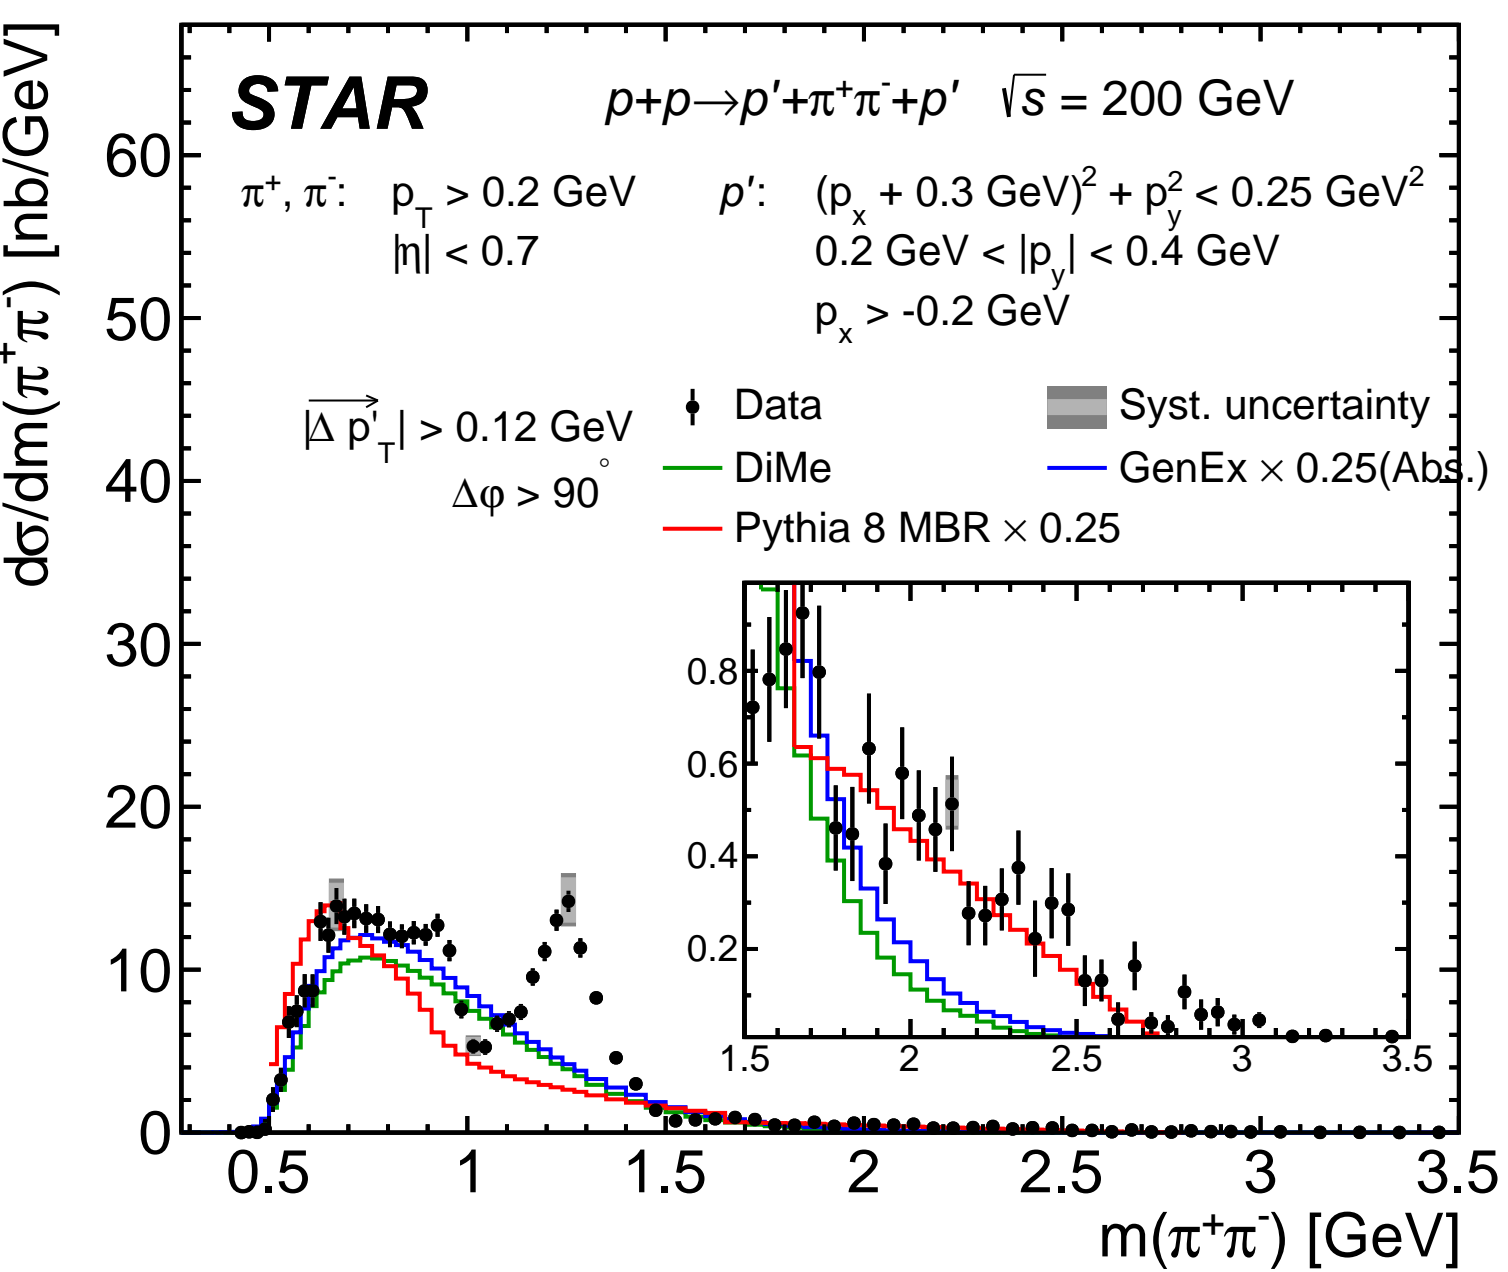 STAR p+p→p′+π⁺π⁻+p′ √s = 200 GeV
π⁺, π⁻: p_T > 0.2 GeV p′: (p_x + 0.3 GeV)² + p_y² < 0.25 GeV²
|η| < 0.7 0.2 GeV < |p_y| < 0.4 GeV
p_x > -0.2 GeV
|Δ p′_T| > 0.12 GeV
Δφ > 90°
Data Syst. uncertainty
DiMe GenEx × 0.25(Abs.)
Pythia 8 MBR × 0.25
dσ/dm(π⁺π⁻) [nb/GeV]
60
50
40
30
20
10
0
0.8
0.6
0.4
0.2
1.5 2 2.5 3 3.5
0.5 1 1.5 2 2.5 3 3.5
m(π⁺π⁻) [GeV]